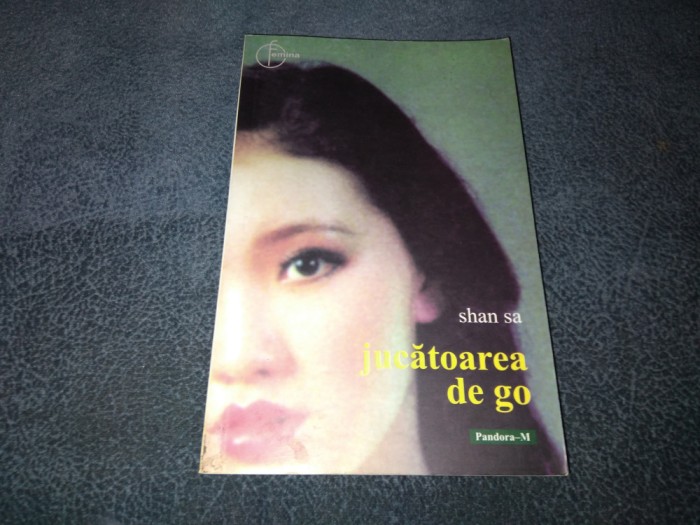 femina
shan sa
jucătoarea
de go
Pandora–M